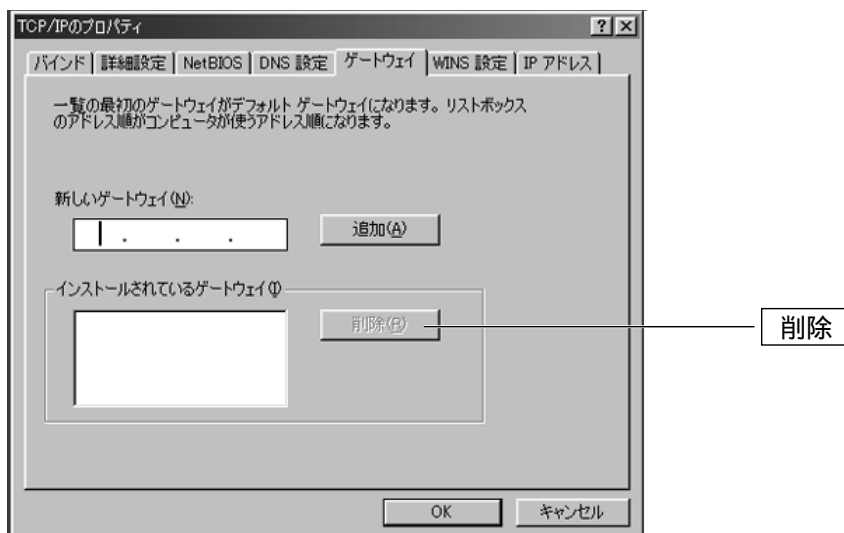 TCP/IPのプロパティ
バインド 詳細設定 NetBIOS DNS 設定 ゲートウェイ WINS 設定 IP アドレス
一覧の最初のゲートウェイがデフォルト ゲートウェイになります。リストボックス
のアドレス順がコンピュータが使うアドレス順になります。
新しいゲートウェイ(N):
. . .
追加(A)
インストールされているゲートウェイ(I)
削除(R)
削除
OK キャンセル